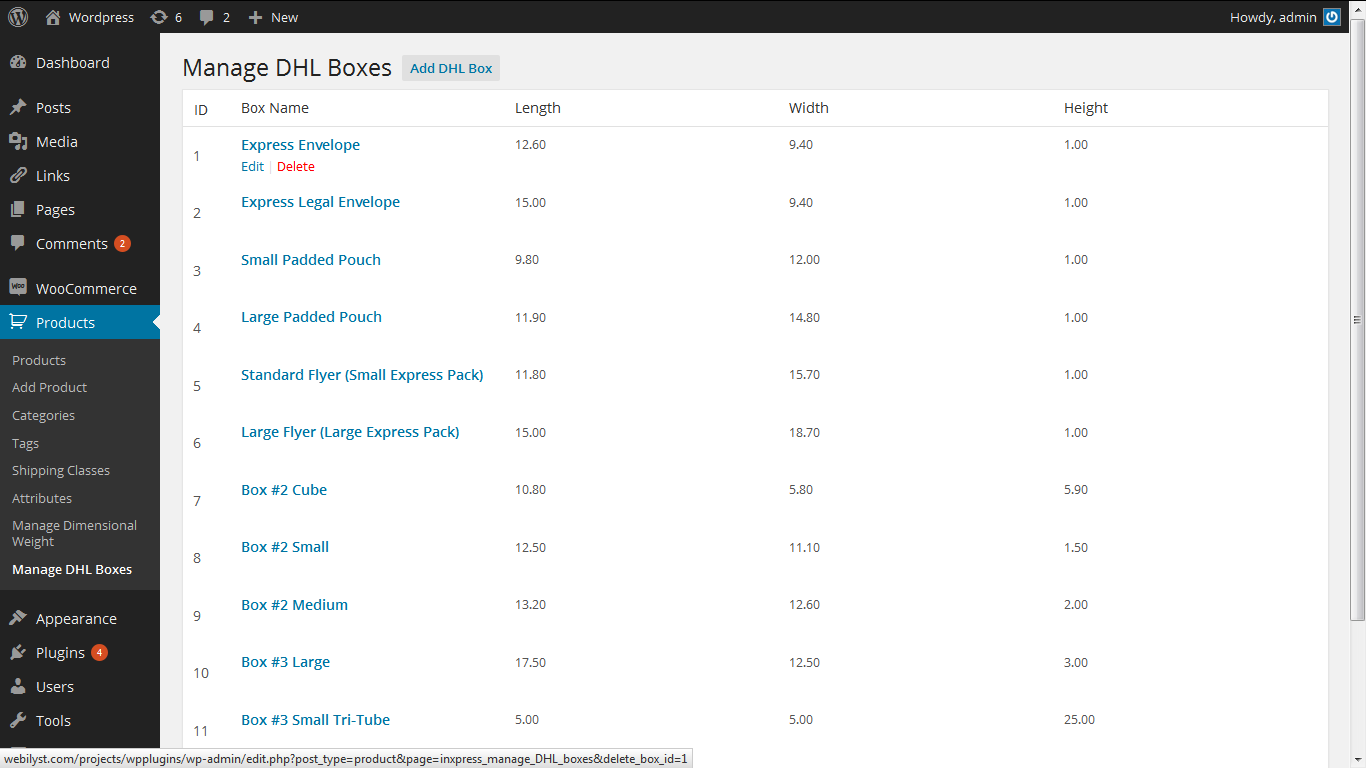 Wordpress 6 2 New Howdy, admin
Dashboard
Posts
Media
Links
Pages
Comments 2
Woo WooCommerce
Products
Products
Add Product
Categories
Tags
Shipping Classes
Attributes
Manage Dimensional
Weight
Manage DHL Boxes
Appearance
Plugins 4
Users
Tools
Manage DHL Boxes Add DHL Box
ID Box Name Length Width Height
1 Express Envelope 12.60 9.40 1.00
Edit | Delete
2 Express Legal Envelope 15.00 9.40 1.00
3 Small Padded Pouch 9.80 12.00 1.00
4 Large Padded Pouch 11.90 14.80 1.00
5 Standard Flyer (Small Express Pack) 11.80 15.70 1.00
6 Large Flyer (Large Express Pack) 15.00 18.70 1.00
7 Box #2 Cube 10.80 5.80 5.90
8 Box #2 Small 12.50 11.10 1.50
9 Box #2 Medium 13.20 12.60 2.00
10 Box #3 Large 17.50 12.50 3.00
11 Box #3 Small Tri-Tube 5.00 5.00 25.00
webilyst.com/projects/wpplugins/wp-admin/edit.php?post_type=product&page=inxpress_manage_DHL_boxes&delete_box_id=1